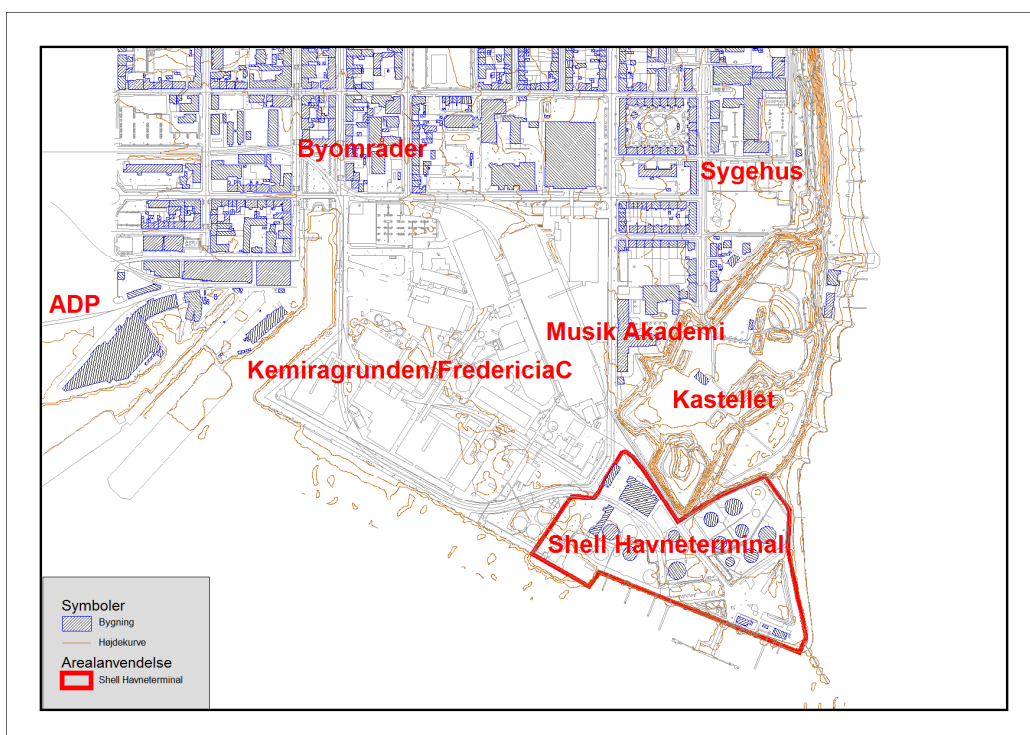 Byområder
Sygehus
ADP
Musik Akademi
Kemiragrunden/FredericiaC
Kastellet
Shell Havneterminal
Symboler
Bygning
Højdekurve
Arealanvendelse
Shell Havneterminal